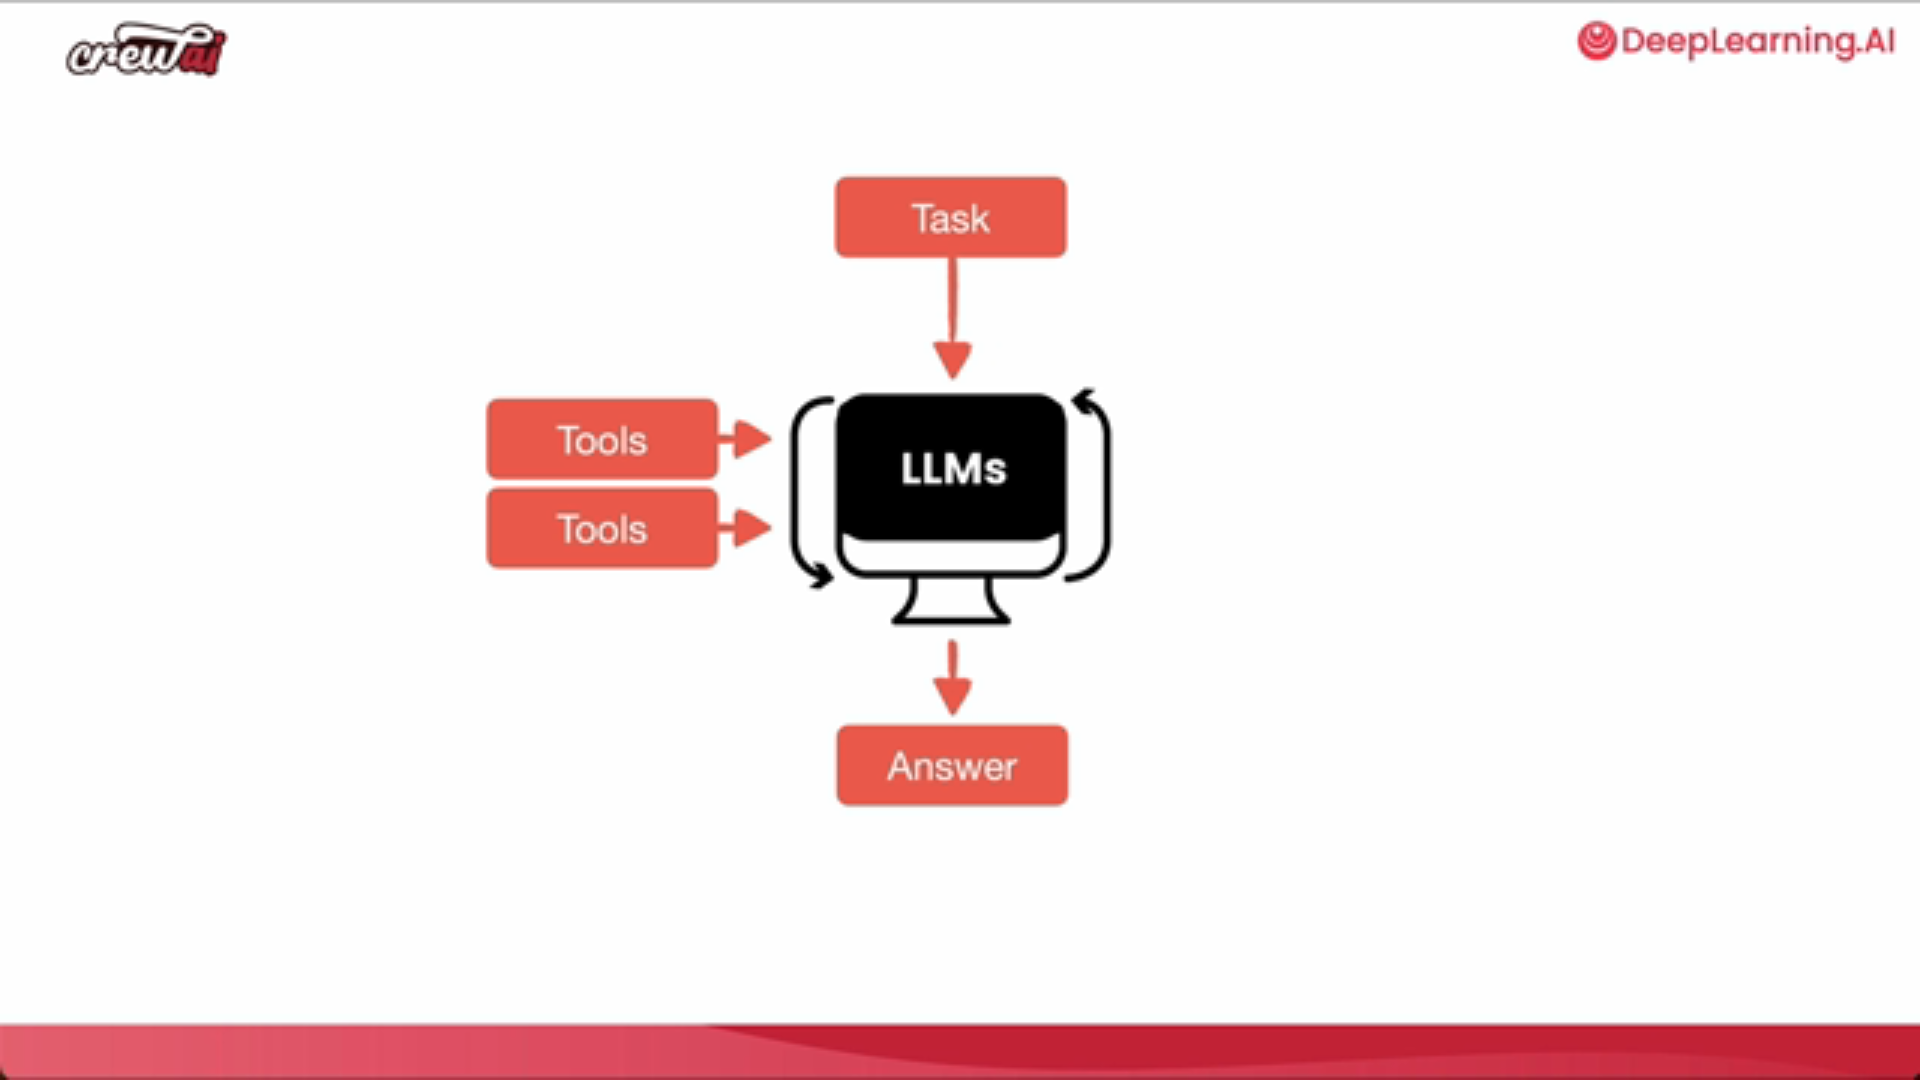 crewai
DeepLearning.AI
Task
Tools
LLMs
Tools
Answer